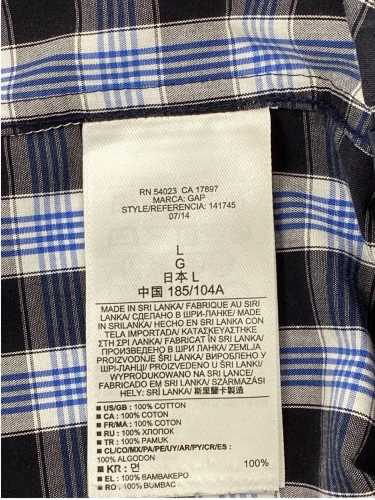 RN 54023 CA 17897
MARCA: GAP
STYLE/REFERENCIA: 141745
07/14
L
G
日本 L
中国 185/104A
MADE IN SRI LANKA/ FABRIQUE AU SIRI
LANKA/ СДЕЛАНО В ШРИ-ЛАНКЕ/ MADE
IN SRILANKA/ HECHO EN SRI LANKA CON
TELA IMPORTADA/ ΚΑΤΑΣΚΕΥΑΣΤΗΚΕ
ΣΤΗ ΣΡΙ ΛΑΝΚΑ/ FABRICAT ÎN SRI LANKA/
ПРОИЗВЕДЕНО В ШРИ ЛАНКА/ ZEMLJA
PROIZVODNJE SRI LANKA/ ВИРОБЛЕНО У
ШРІ-ЛАНЦІ/ PROIZVEDENO U SRI LANKI/
WYPRODUKOWANO NA SRI LANCE/
FABRICADO EM SRI LANKA/ SZÁRMAZÁSI
HELY: SRI LANKA/ 斯里蘭卡製造
US/GB : 100% COTTON
CA : 100% COTON
FR/MA : 100% COTON
RU : 100% ХЛОПОК
TR : 100% PAMUK
CL/CO/MX/PA/PE/UY/AR/PY/CR/ES :
100% ALGODON
KR : 면 100%
EL : 100% ΒΑΜΒΑΚΕΡΟ
RO : 100% BUMBAC